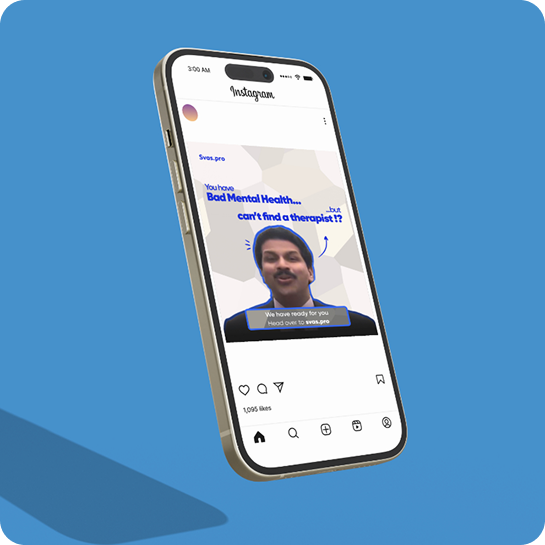 3:00 AM
Instagram
Svas.pro
You have
Bad Mental Health...
...but
can't find a therapist !?
We have ready for you
Head over to svas.pro
1,095 likes